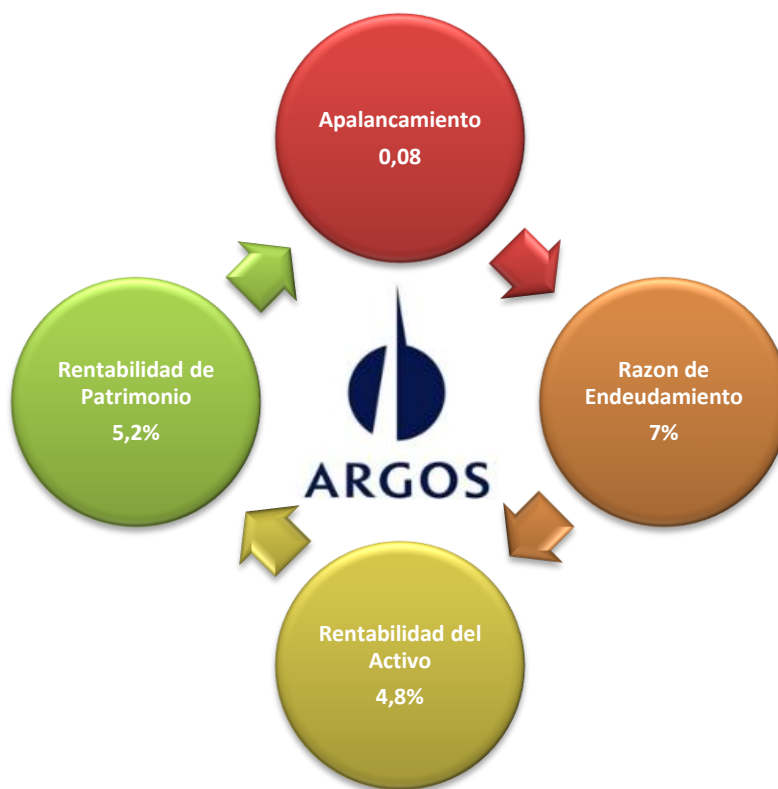 Apalancamiento
0,08
Razon de
Endeudamiento
7%
Rentabilidad del
Activo
4,8%
Rentabilidad de
Patrimonio
5,2%
ARGOS